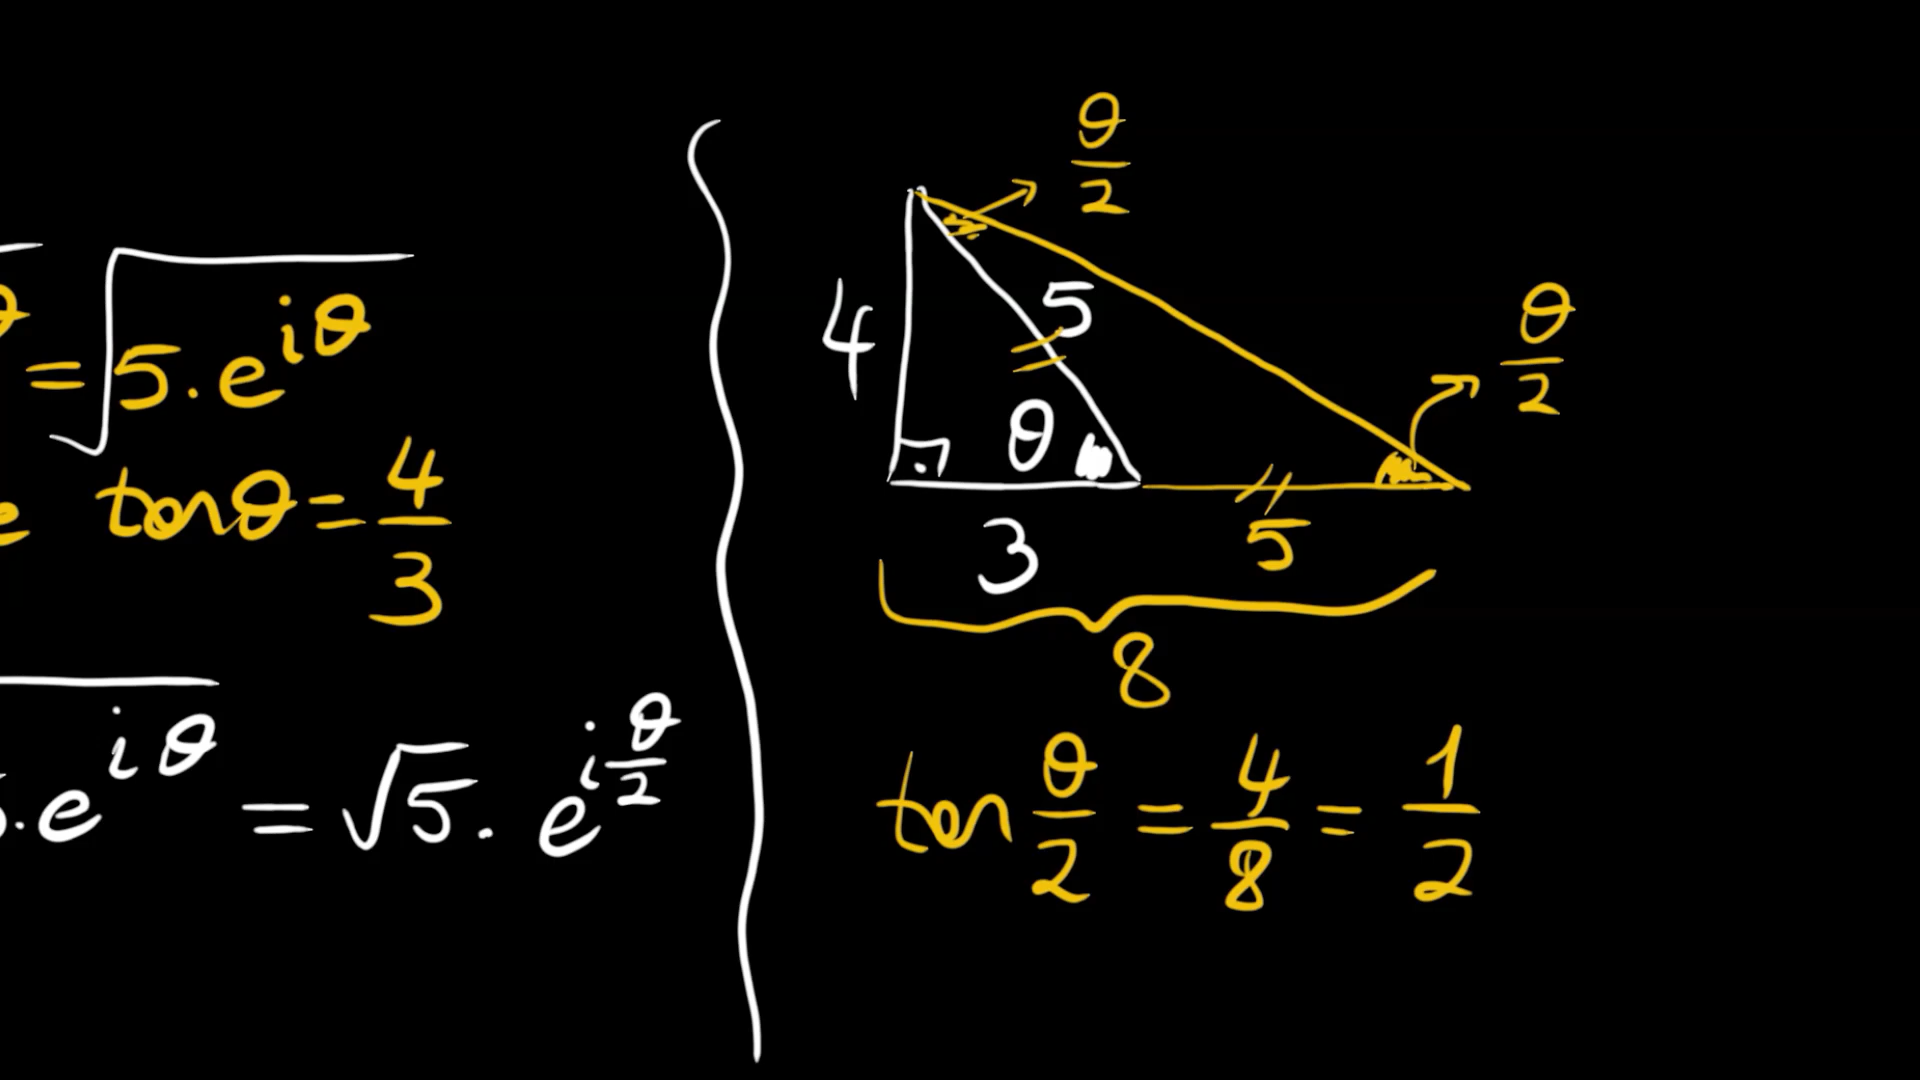 θ = √(5.e^{iθ})
e tanθ = 4/3
5.e^{iθ} = √5. e^{iθ/2}
θ/2
4
5
θ
θ/2
3
5
8
tan θ/2 = 4/8 = 1/2